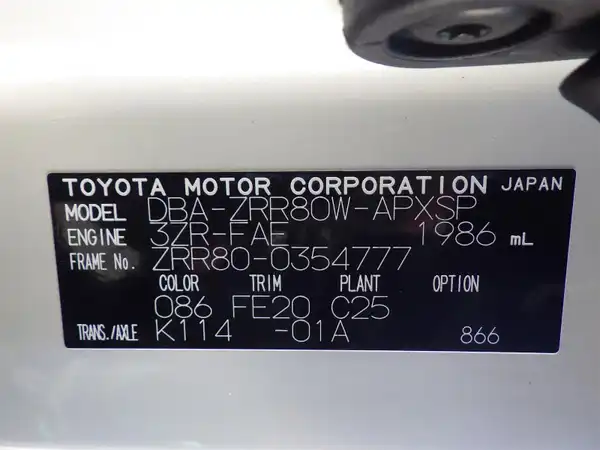 TOYOTA MOTOR CORPORATION JAPAN
MODEL DBA-ZRR80W-APXSP
ENGINE 3ZR-FAE 1986 mL
FRAME No. ZRR80-0354777
COLOR TRIM PLANT OPTION
086 FE20 C25
TRANS./AXLE K114 -01A 866